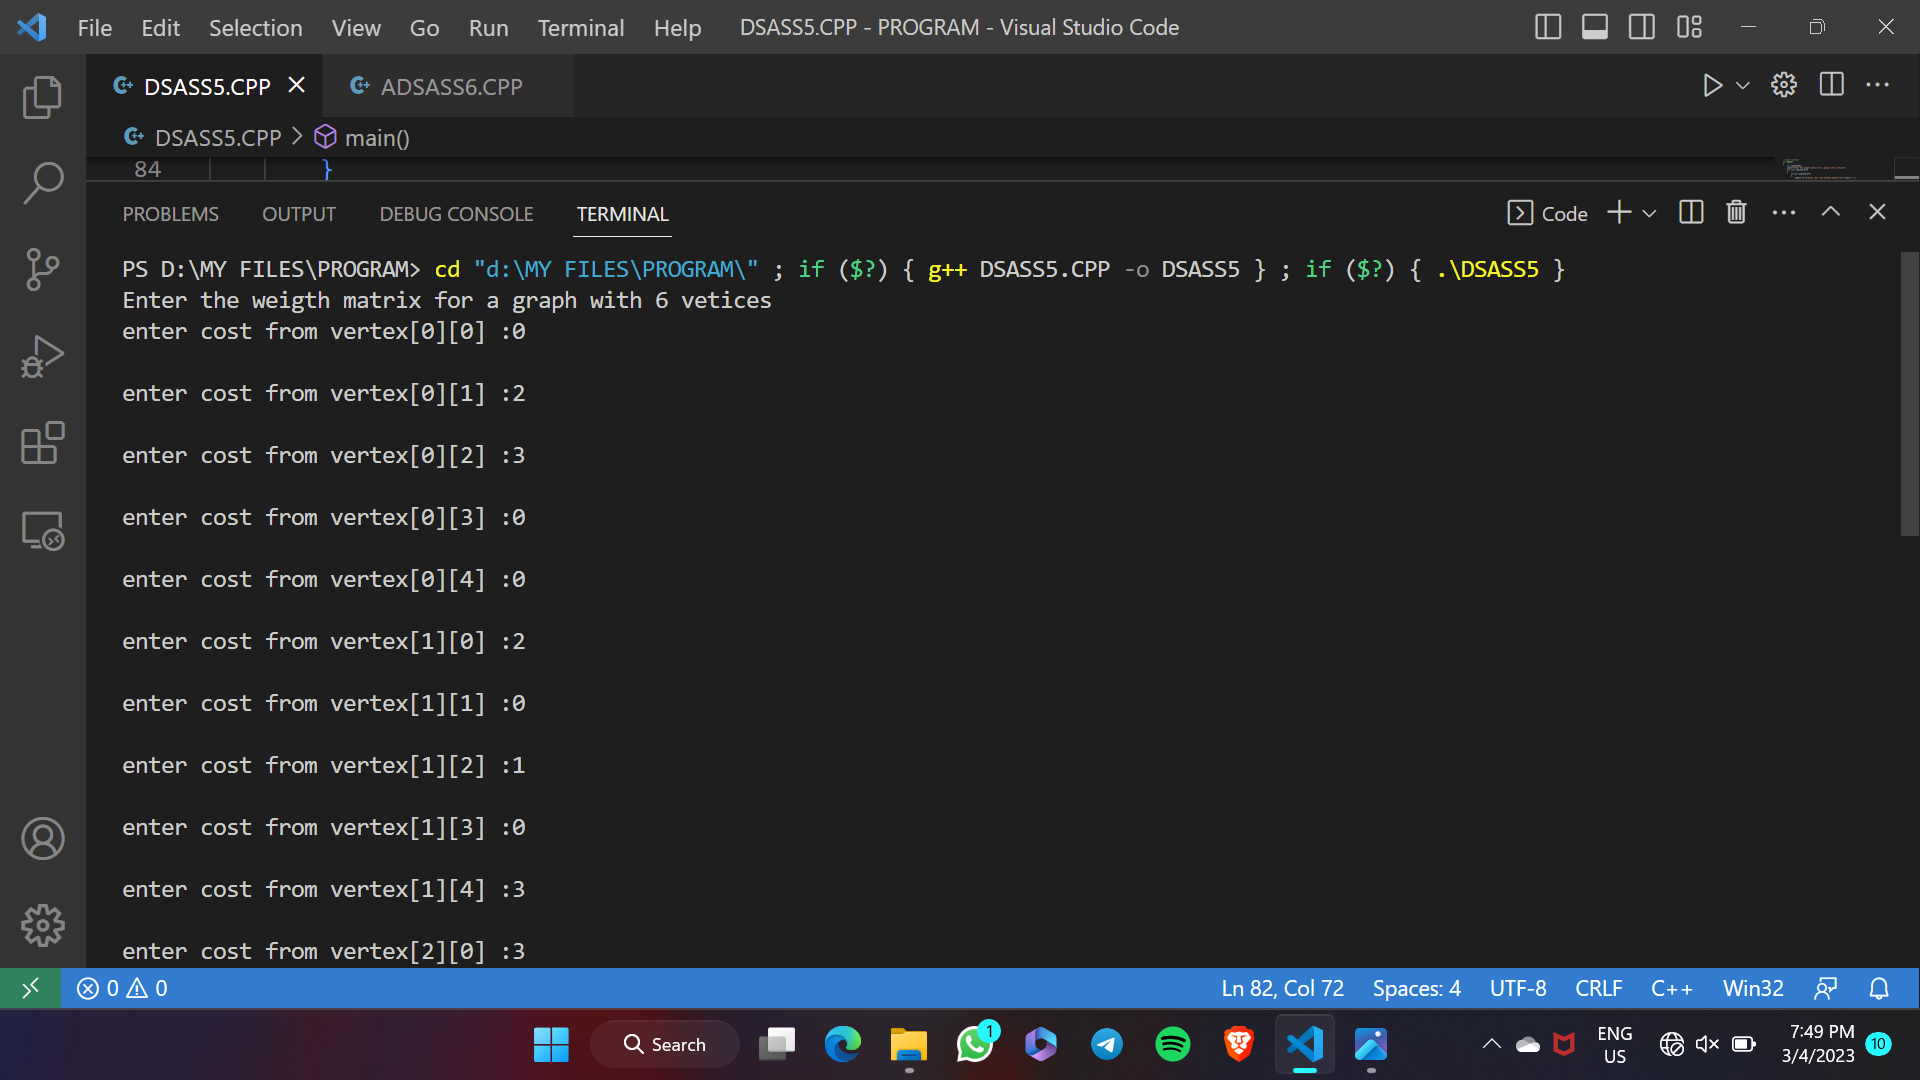 File Edit Selection View Go Run Terminal Help DSASS5.CPP - PROGRAM - Visual Studio Code
DSASS5.CPP ADSASS6.CPP
DSASS5.CPP > main()
84 }
PROBLEMS OUTPUT DEBUG CONSOLE TERMINAL Code
PS D:\MY FILES\PROGRAM> cd "d:\MY FILES\PROGRAM\" ; if ($?) { g++ DSASS5.CPP -o DSASS5 } ; if ($?) { .\DSASS5 }
Enter the weigth matrix for a graph with 6 vetices
enter cost from vertex[0][0] :0
enter cost from vertex[0][1] :2
enter cost from vertex[0][2] :3
enter cost from vertex[0][3] :0
enter cost from vertex[0][4] :0
enter cost from vertex[1][0] :2
enter cost from vertex[1][1] :0
enter cost from vertex[1][2] :1
enter cost from vertex[1][3] :0
enter cost from vertex[1][4] :3
enter cost from vertex[2][0] :3
0 0 Ln 82, Col 72 Spaces: 4 UTF-8 CRLF C++ Win32
Search 1 ENG US 7:49 PM 3/4/2023 10